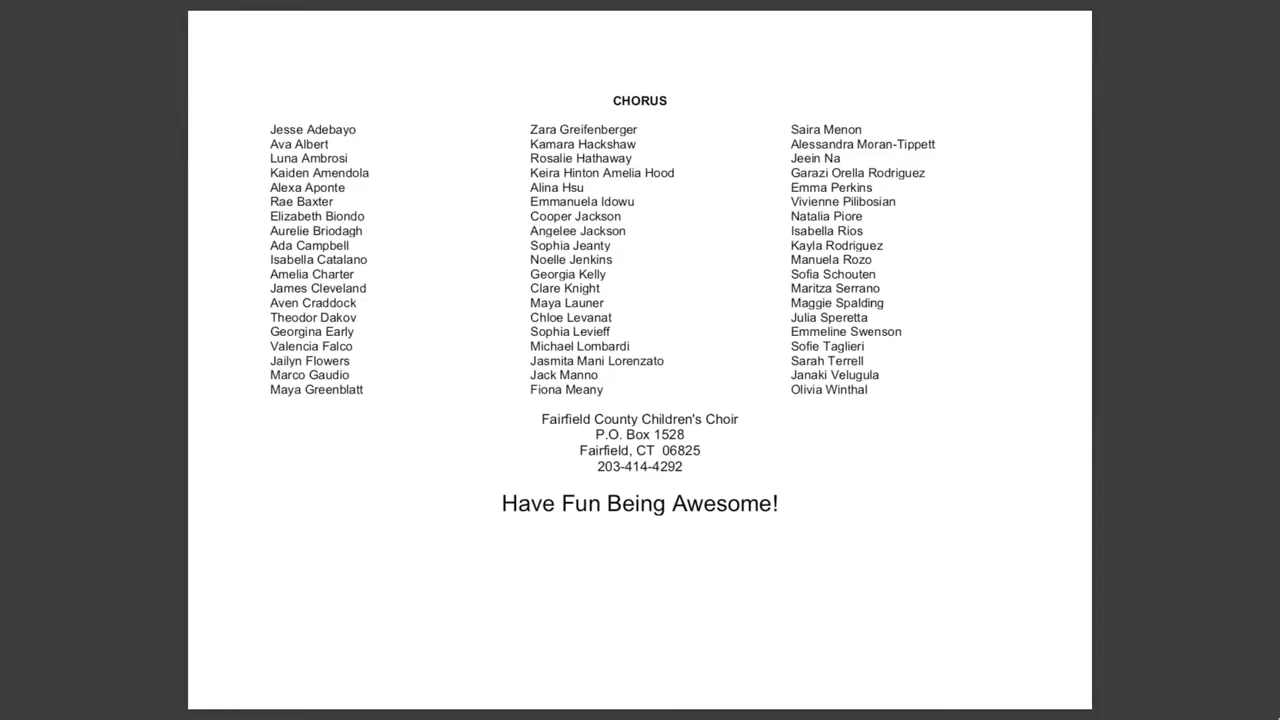 CHORUS
Jesse Adebayo
Ava Albert
Luna Ambrosi
Kaiden Amendola
Alexa Aponte
Rae Baxter
Elizabeth Biondo
Aurelie Briodagh
Ada Campbell
Isabella Catalano
Amelia Charter
James Cleveland
Aven Craddock
Theodor Dakov
Georgina Early
Valencia Falco
Jailyn Flowers
Marco Gaudio
Maya Greenblatt
Zara Greifenberger
Kamara Hackshaw
Rosalie Hathaway
Keira Hinton Amelia Hood
Alina Hsu
Emmanuela Idowu
Cooper Jackson
Angelee Jackson
Sophia Jeanty
Noelle Jenkins
Georgia Kelly
Clare Knight
Maya Launer
Chloe Levanat
Sophia Levieff
Michael Lombardi
Jasmita Mani Lorenzato
Jack Manno
Fiona Meany
Saira Menon
Alessandra Moran-Tippett
Jeein Na
Garazi Orella Rodriguez
Emma Perkins
Vivienne Pilibosian
Natalia Piore
Isabella Rios
Kayla Rodriguez
Manuela Rozo
Sofia Schouten
Maritza Serrano
Maggie Spalding
Julia Speretta
Emmeline Swenson
Sofie Taglieri
Sarah Terrell
Janaki Velugula
Olivia Winthal
Fairfield County Children's Choir
P.O. Box 1528
Fairfield, CT  06825
203-414-4292
Have Fun Being Awesome!